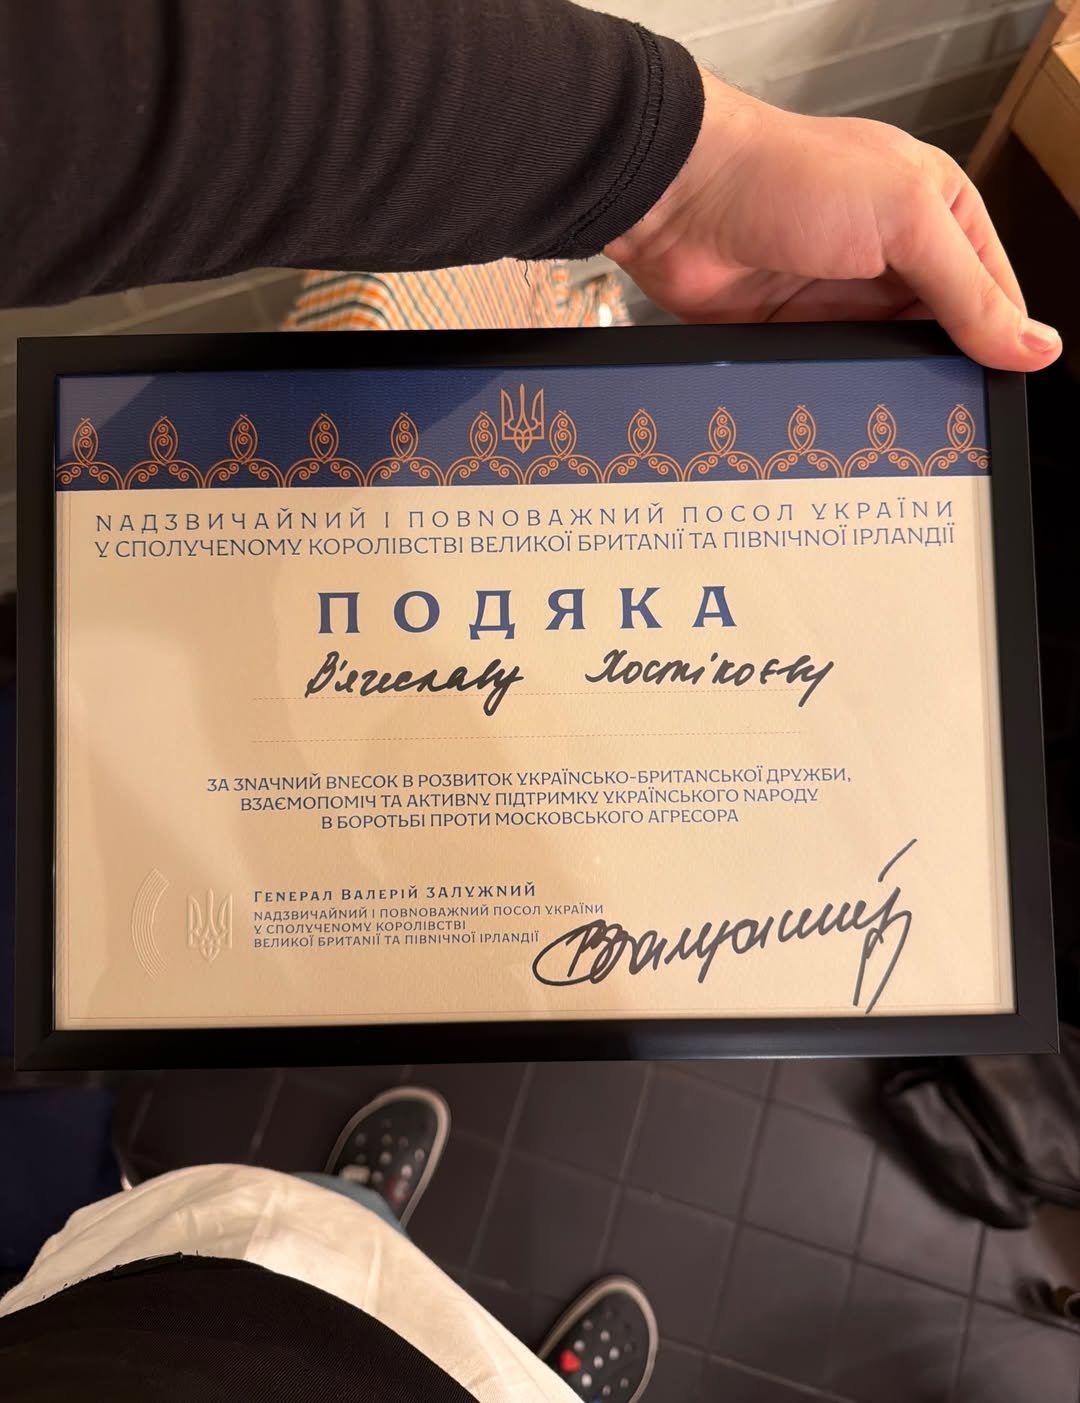 НАДЗВИЧАЙНИЙ І ПОВНОВАЖНИЙ ПОСОЛ УКРАЇНИ
У СПОЛУЧЕНОМУ КОРОЛІВСТВІ ВЕЛИКОЇ БРИТАНІЇ ТА ПІВНІЧНОЇ ІРЛАНДІЇ
ПОДЯКА
В'ячеславу Хостікоєву
ЗА ЗНАЧНИЙ ВНЕСОК В РОЗВИТОК УКРАЇНСЬКО-БРИТАНСЬКОЇ ДРУЖБИ,
ВЗАЄМОПОМІЧ ТА АКТИВНУ ПІДТРИМКУ УКРАЇНСЬКОГО НАРОДУ
В БОРОТЬБІ ПРОТИ МОСКОВСЬКОГО АГРЕСОРА
ГЕНЕРАЛ ВАЛЕРІЙ ЗАЛУЖНИЙ
НАДЗВИЧАЙНИЙ І ПОВНОВАЖНИЙ ПОСОЛ УКРАЇНИ
У СПОЛУЧЕНОМУ КОРОЛІВСТВІ
ВЕЛИКОЇ БРИТАНІЇ ТА ПІВНІЧНОЇ ІРЛАНДІЇ